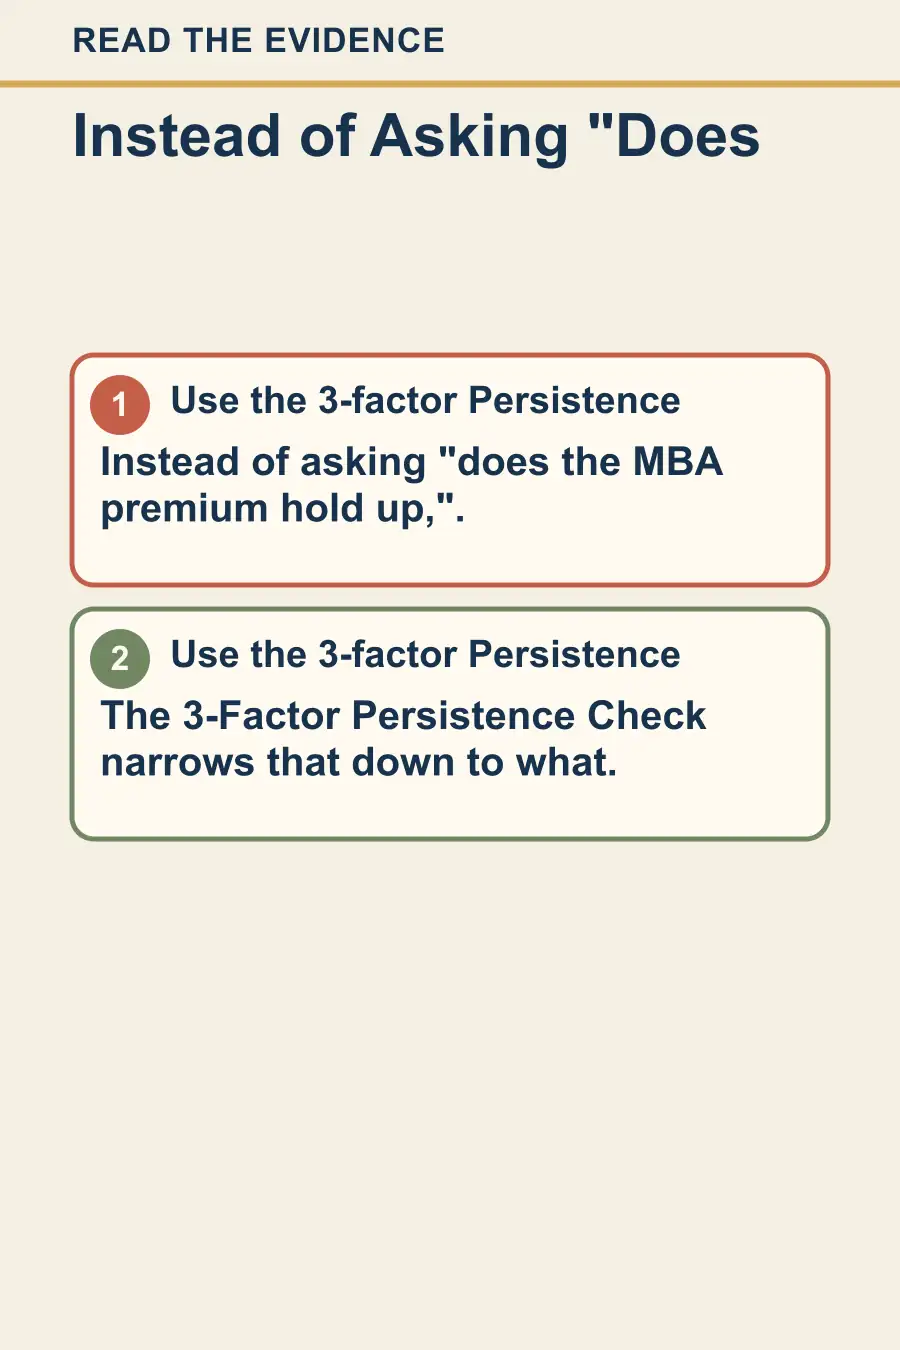 READ THE EVIDENCE
Instead of Asking "Does
1 Use the 3-factor Persistence
Instead of asking "does the MBA
premium hold up,".
2 Use the 3-factor Persistence
The 3-Factor Persistence Check
narrows that down to what.